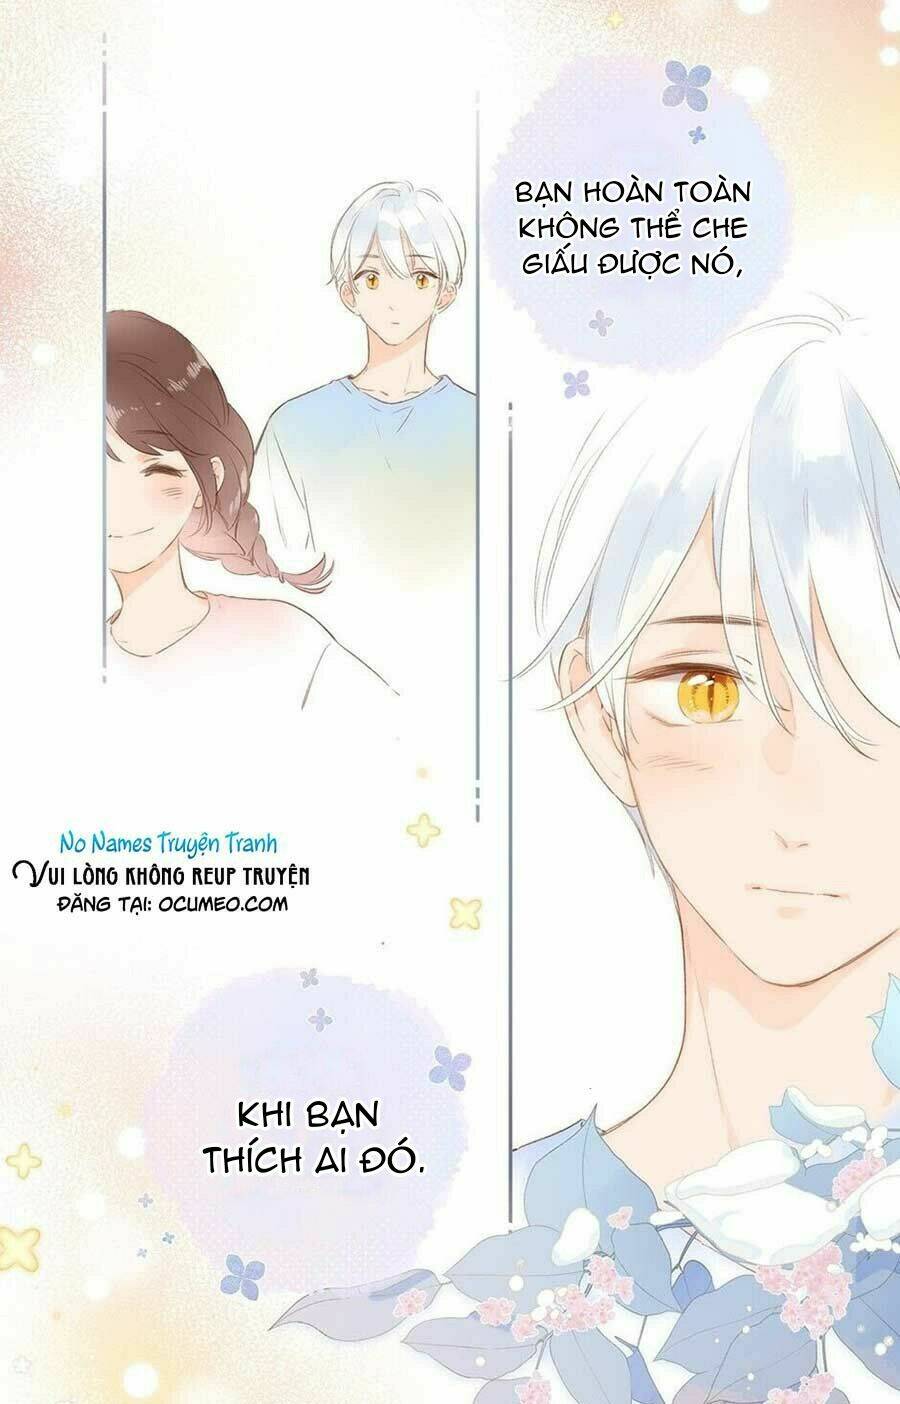 BẠN HOÀN TOÀN
KHÔNG THỂ CHE
GIẤU ĐƯỢC NÓ,
No Names Truyện Tranh
VUI LÒNG KHÔNG REUP TRUYỆN
ĐĂNG TẠI: OCUMEO.COM
KHI BẠN
THÍCH AI ĐÓ.